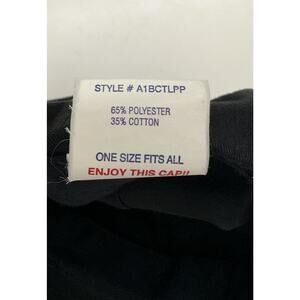 STYLE # A1BCTLPP
65% POLYESTER
35% COTTON
ONE SIZE FITS ALL
ENJOY THIS CAP!!